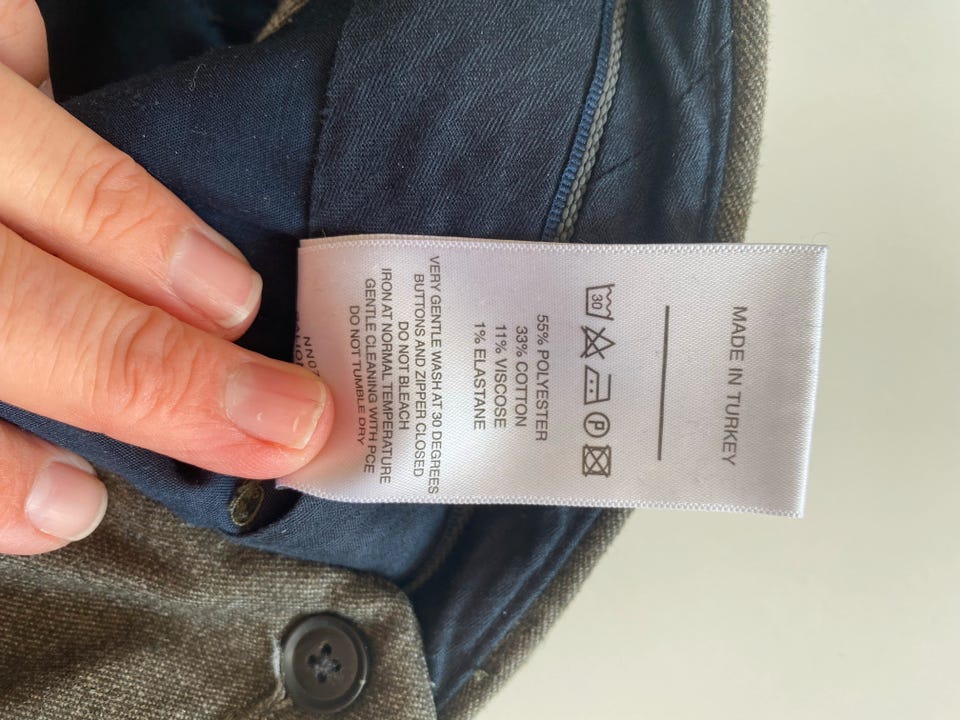 MADE IN TURKEY
30
P
55% POLYESTER
33% COTTON
11% VISCOSE
1% ELASTANE
VERY GENTLE WASH AT 30 DEGREES
BUTTONS AND ZIPPER CLOSED
DO NOT BLEACH
IRON AT NORMAL TEMPERATURE
GENTLE CLEANING WITH PCE
DO NOT TUMBLE DRY